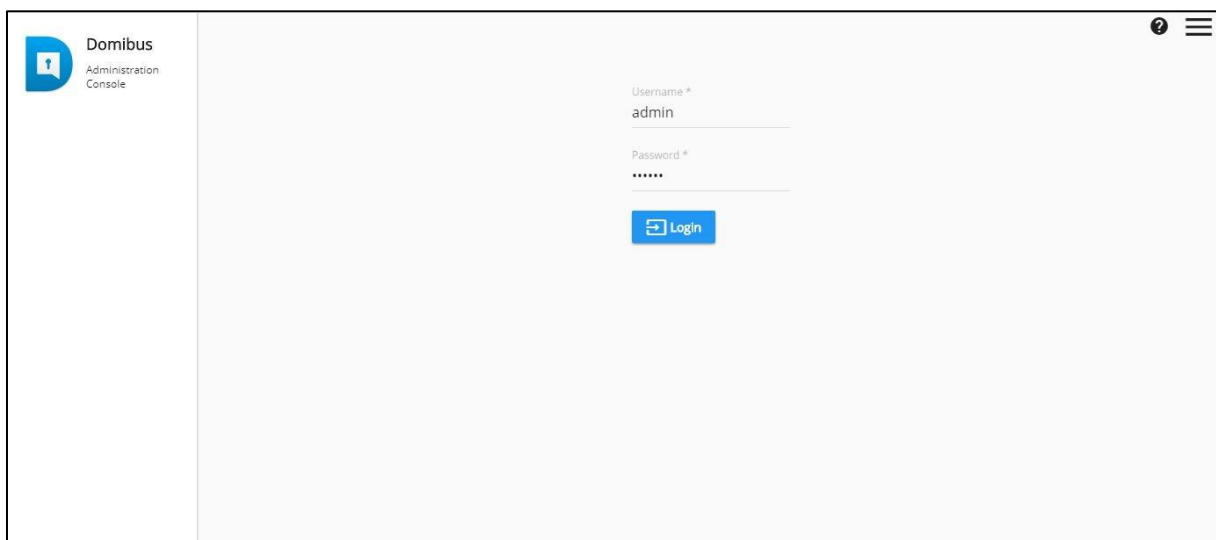 Domibus
Administration
Console
Username *
admin
Password *
••••••
Login